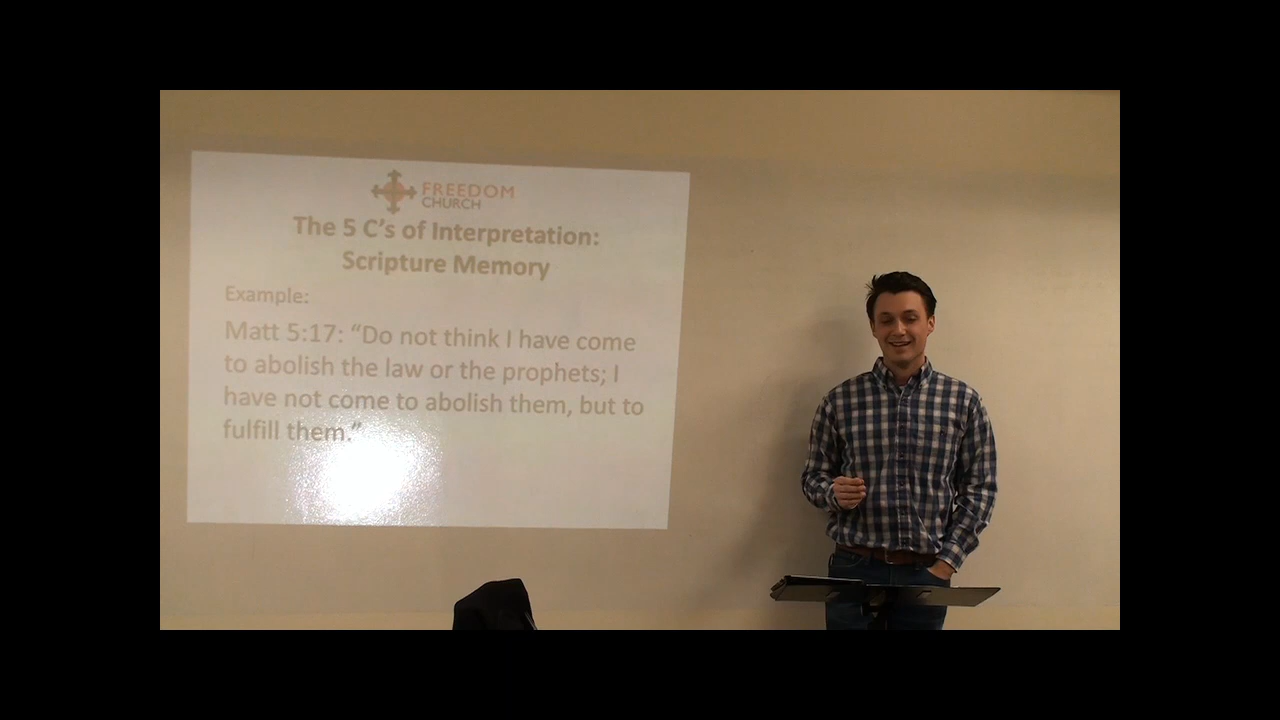 FREEDOM
CHURCH
The 5 C's of Interpretation:
Scripture Memory
Example:
Matt 5:17: “Do not think I have come
to abolish the law or the prophets; I
have not come to abolish them, but to
fulfill them.”